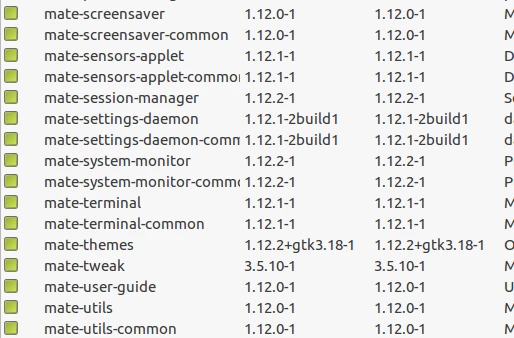 mate-screensaver 1.12.0-1 1.12.0-1 M
mate-screensaver-common 1.12.0-1 1.12.0-1 M
mate-sensors-applet 1.12.1-1 1.12.1-1 D
mate-sensors-applet-common 1.12.1-1 1.12.1-1 D
mate-session-manager 1.12.2-1 1.12.2-1 Se
mate-settings-daemon 1.12.1-2build1 1.12.1-2build1 da
mate-settings-daemon-comm 1.12.1-2build1 1.12.1-2build1 da
mate-system-monitor 1.12.2-1 1.12.2-1 P
mate-system-monitor-commo 1.12.2-1 1.12.2-1 P
mate-terminal 1.12.1-1 1.12.1-1 M
mate-terminal-common 1.12.1-1 1.12.1-1 M
mate-themes 1.12.2+gtk3.18-1 1.12.2+gtk3.18-1 O
mate-tweak 3.5.10-1 3.5.10-1 M
mate-user-guide 1.12.0-1 1.12.0-1 U
mate-utils 1.12.0-1 1.12.0-1 M
mate-utils-common 1.12.0-1 1.12.0-1 M